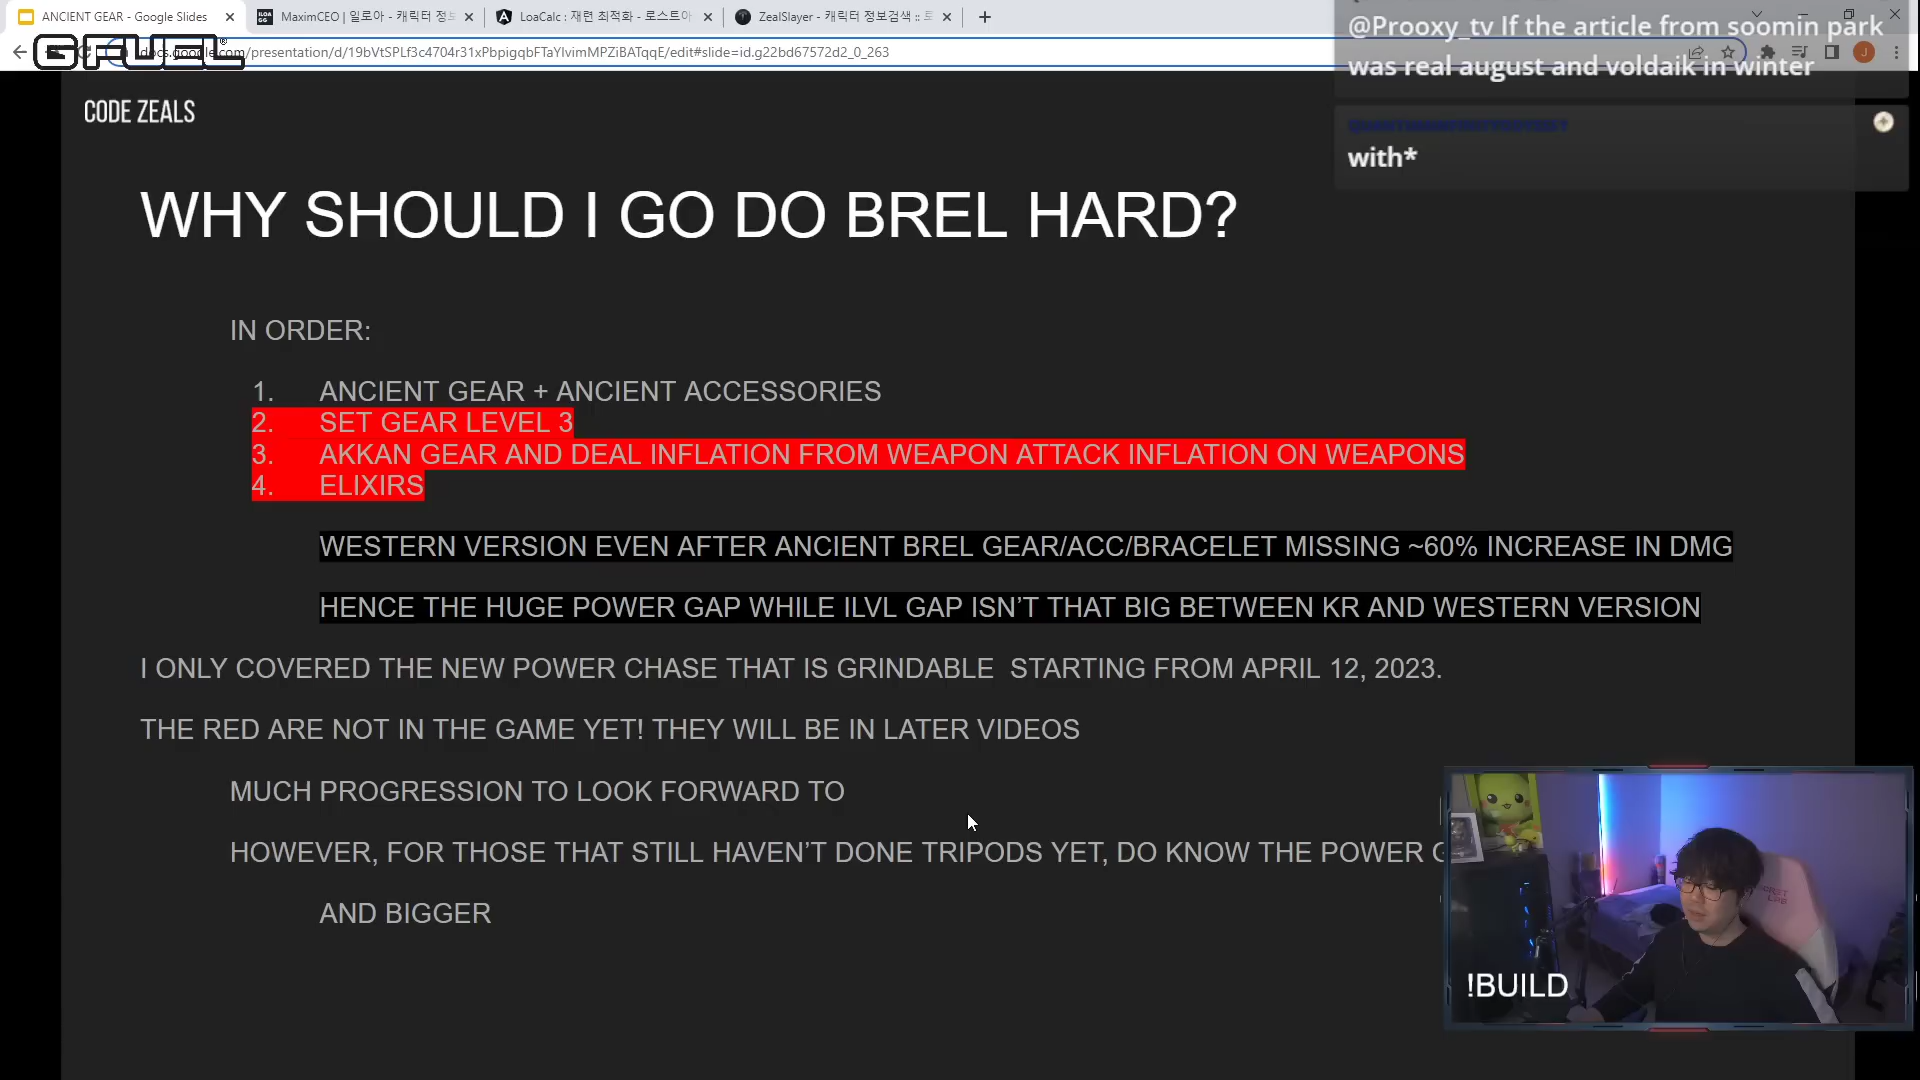 ANCIENT GEAR - Google Slides
MaximCEO | 일로아 - 캐릭터 정보
LoaCalc : 재련 최적화 - 로스트아
ZealSlayer - 캐릭터 정보검색 :: 로
GFUEL
docs.google.com/presentation/d/19bVtSPLf3c4704r31xPbpigqbFTaYlvimMPZiBATqqE/edit#slide=id.g22bd67572d2_0_263
@Prooxy_tv If the article from soomin park
was real august and voldaik in winter
with*
CODE ZEALS
WHY SHOULD I GO DO BREL HARD?
IN ORDER:
1. ANCIENT GEAR + ANCIENT ACCESSORIES
2. SET GEAR LEVEL 3
3. AKKAN GEAR AND DEAL INFLATION FROM WEAPON ATTACK INFLATION ON WEAPONS
4. ELIXIRS
WESTERN VERSION EVEN AFTER ANCIENT BREL GEAR/ACC/BRACELET MISSING ~60% INCREASE IN DMG
HENCE THE HUGE POWER GAP WHILE ILVL GAP ISN'T THAT BIG BETWEEN KR AND WESTERN VERSION
I ONLY COVERED THE NEW POWER CHASE THAT IS GRINDABLE STARTING FROM APRIL 12, 2023.
THE RED ARE NOT IN THE GAME YET! THEY WILL BE IN LATER VIDEOS
MUCH PROGRESSION TO LOOK FORWARD TO
HOWEVER, FOR THOSE THAT STILL HAVEN'T DONE TRIPODS YET, DO KNOW THE POWER G
AND BIGGER
!BUILD